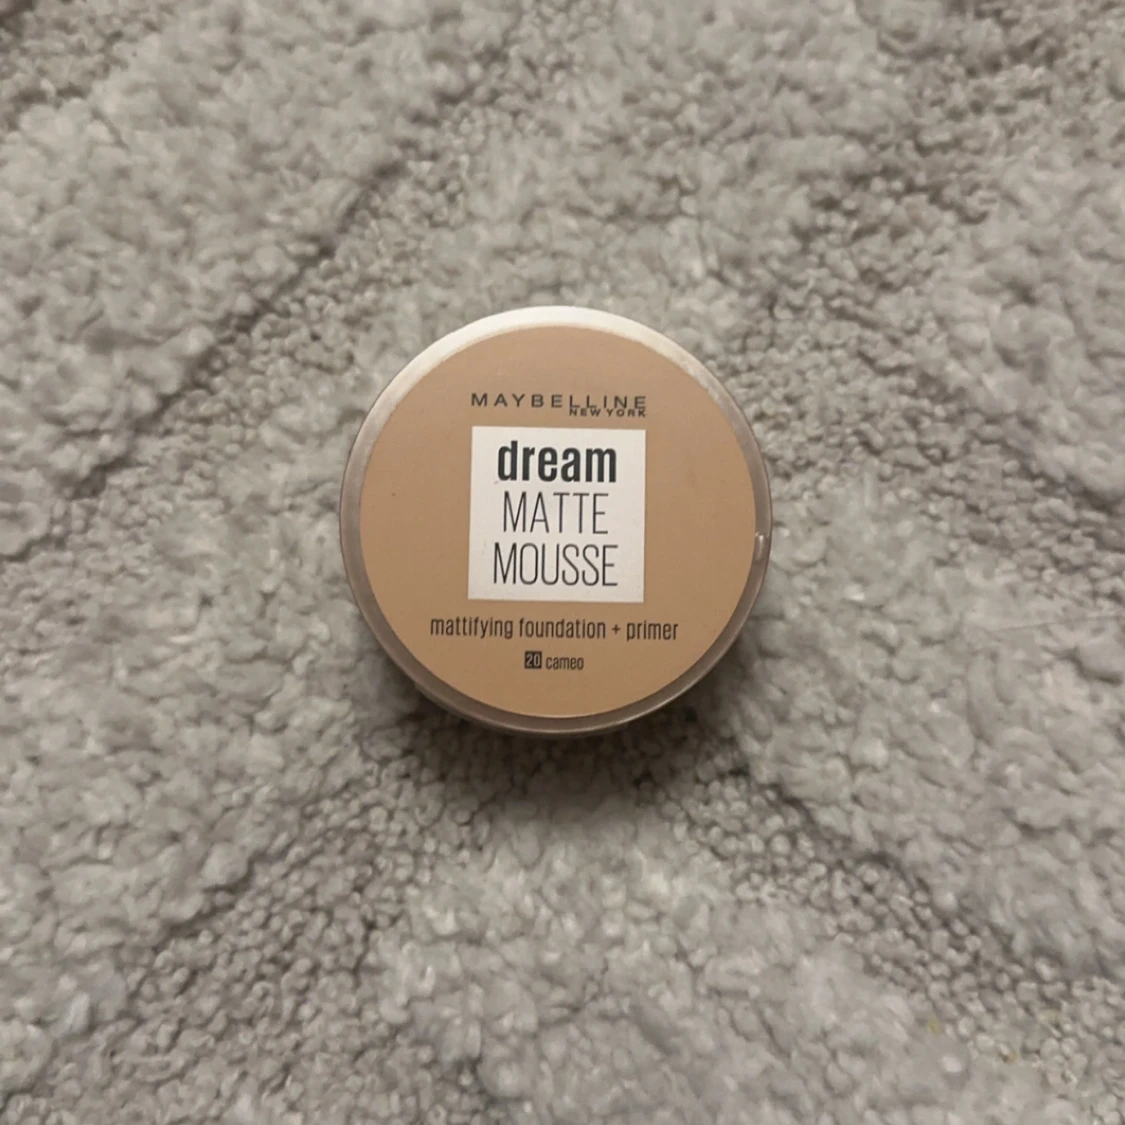 MAYBELLINE
NEW YORK
dream
MATTE
MOUSSE
mattifying foundation + primer
20 cameo